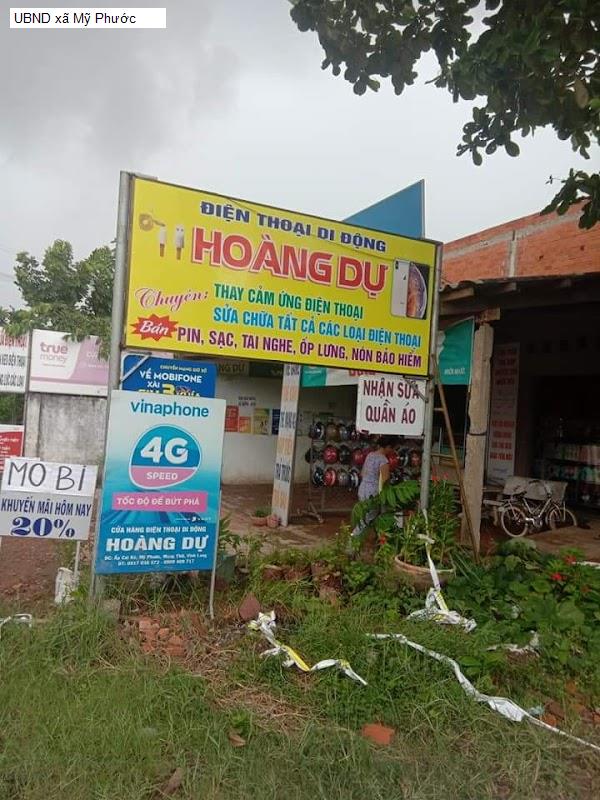 UBND xã Mỹ Phước
ĐIỆN THOẠI DI ĐỘNG
HOÀNG DỰ
Chuyên: THAY CẢM ỨNG ĐIỆN THOẠI
SỬA CHỮA TẤT CẢ CÁC LOẠI ĐIỆN THOẠI
Bán PIN, SẠC, TAI NGHE, ỐP LƯNG, NÓN BẢO HIỂM
true
money
VỀ MOBIFONE
XÀI
NHẬN SỬA
QUẦN ÁO
vinaphone
4G
SPEED
TỐC ĐỘ ĐỂ BỨT PHÁ
CỬA HÀNG ĐIỆN THOẠI DI ĐỘNG
HOÀNG DỰ
MO BI
KHUYẾN MÃI HÔM NAY
20%